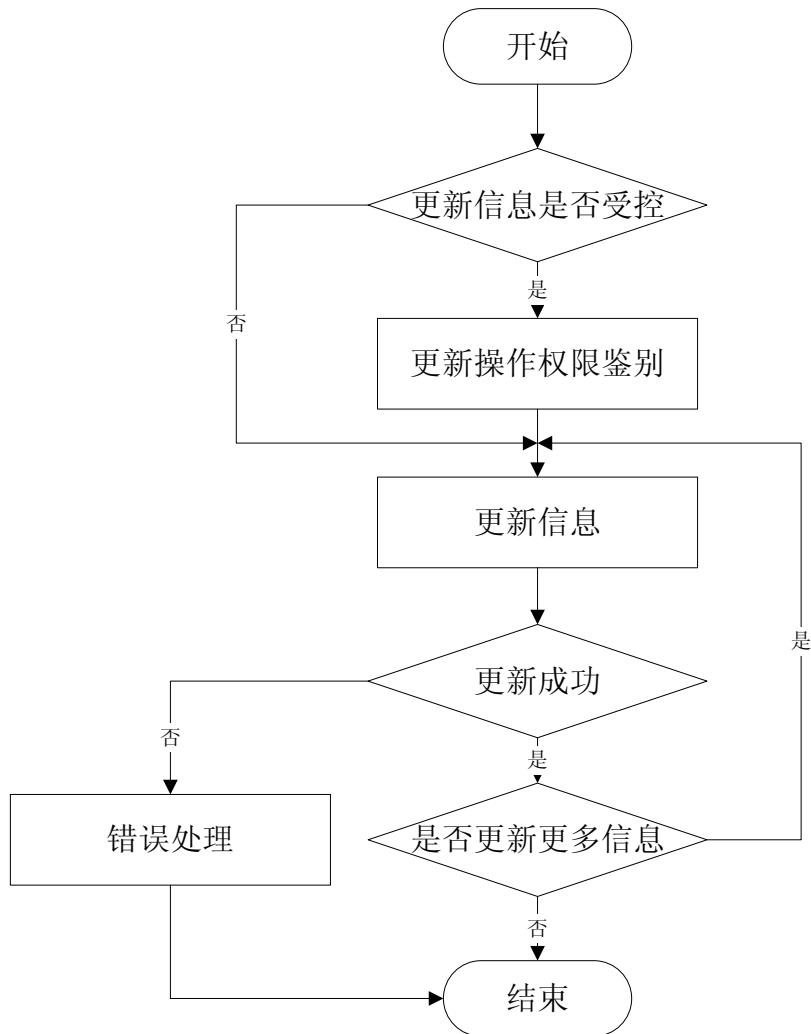 开始
更新信息是否受控
是
否
更新操作权限鉴别
更新信息
是
更新成功
否
是
错误处理
是否更新更多信息
否
结束